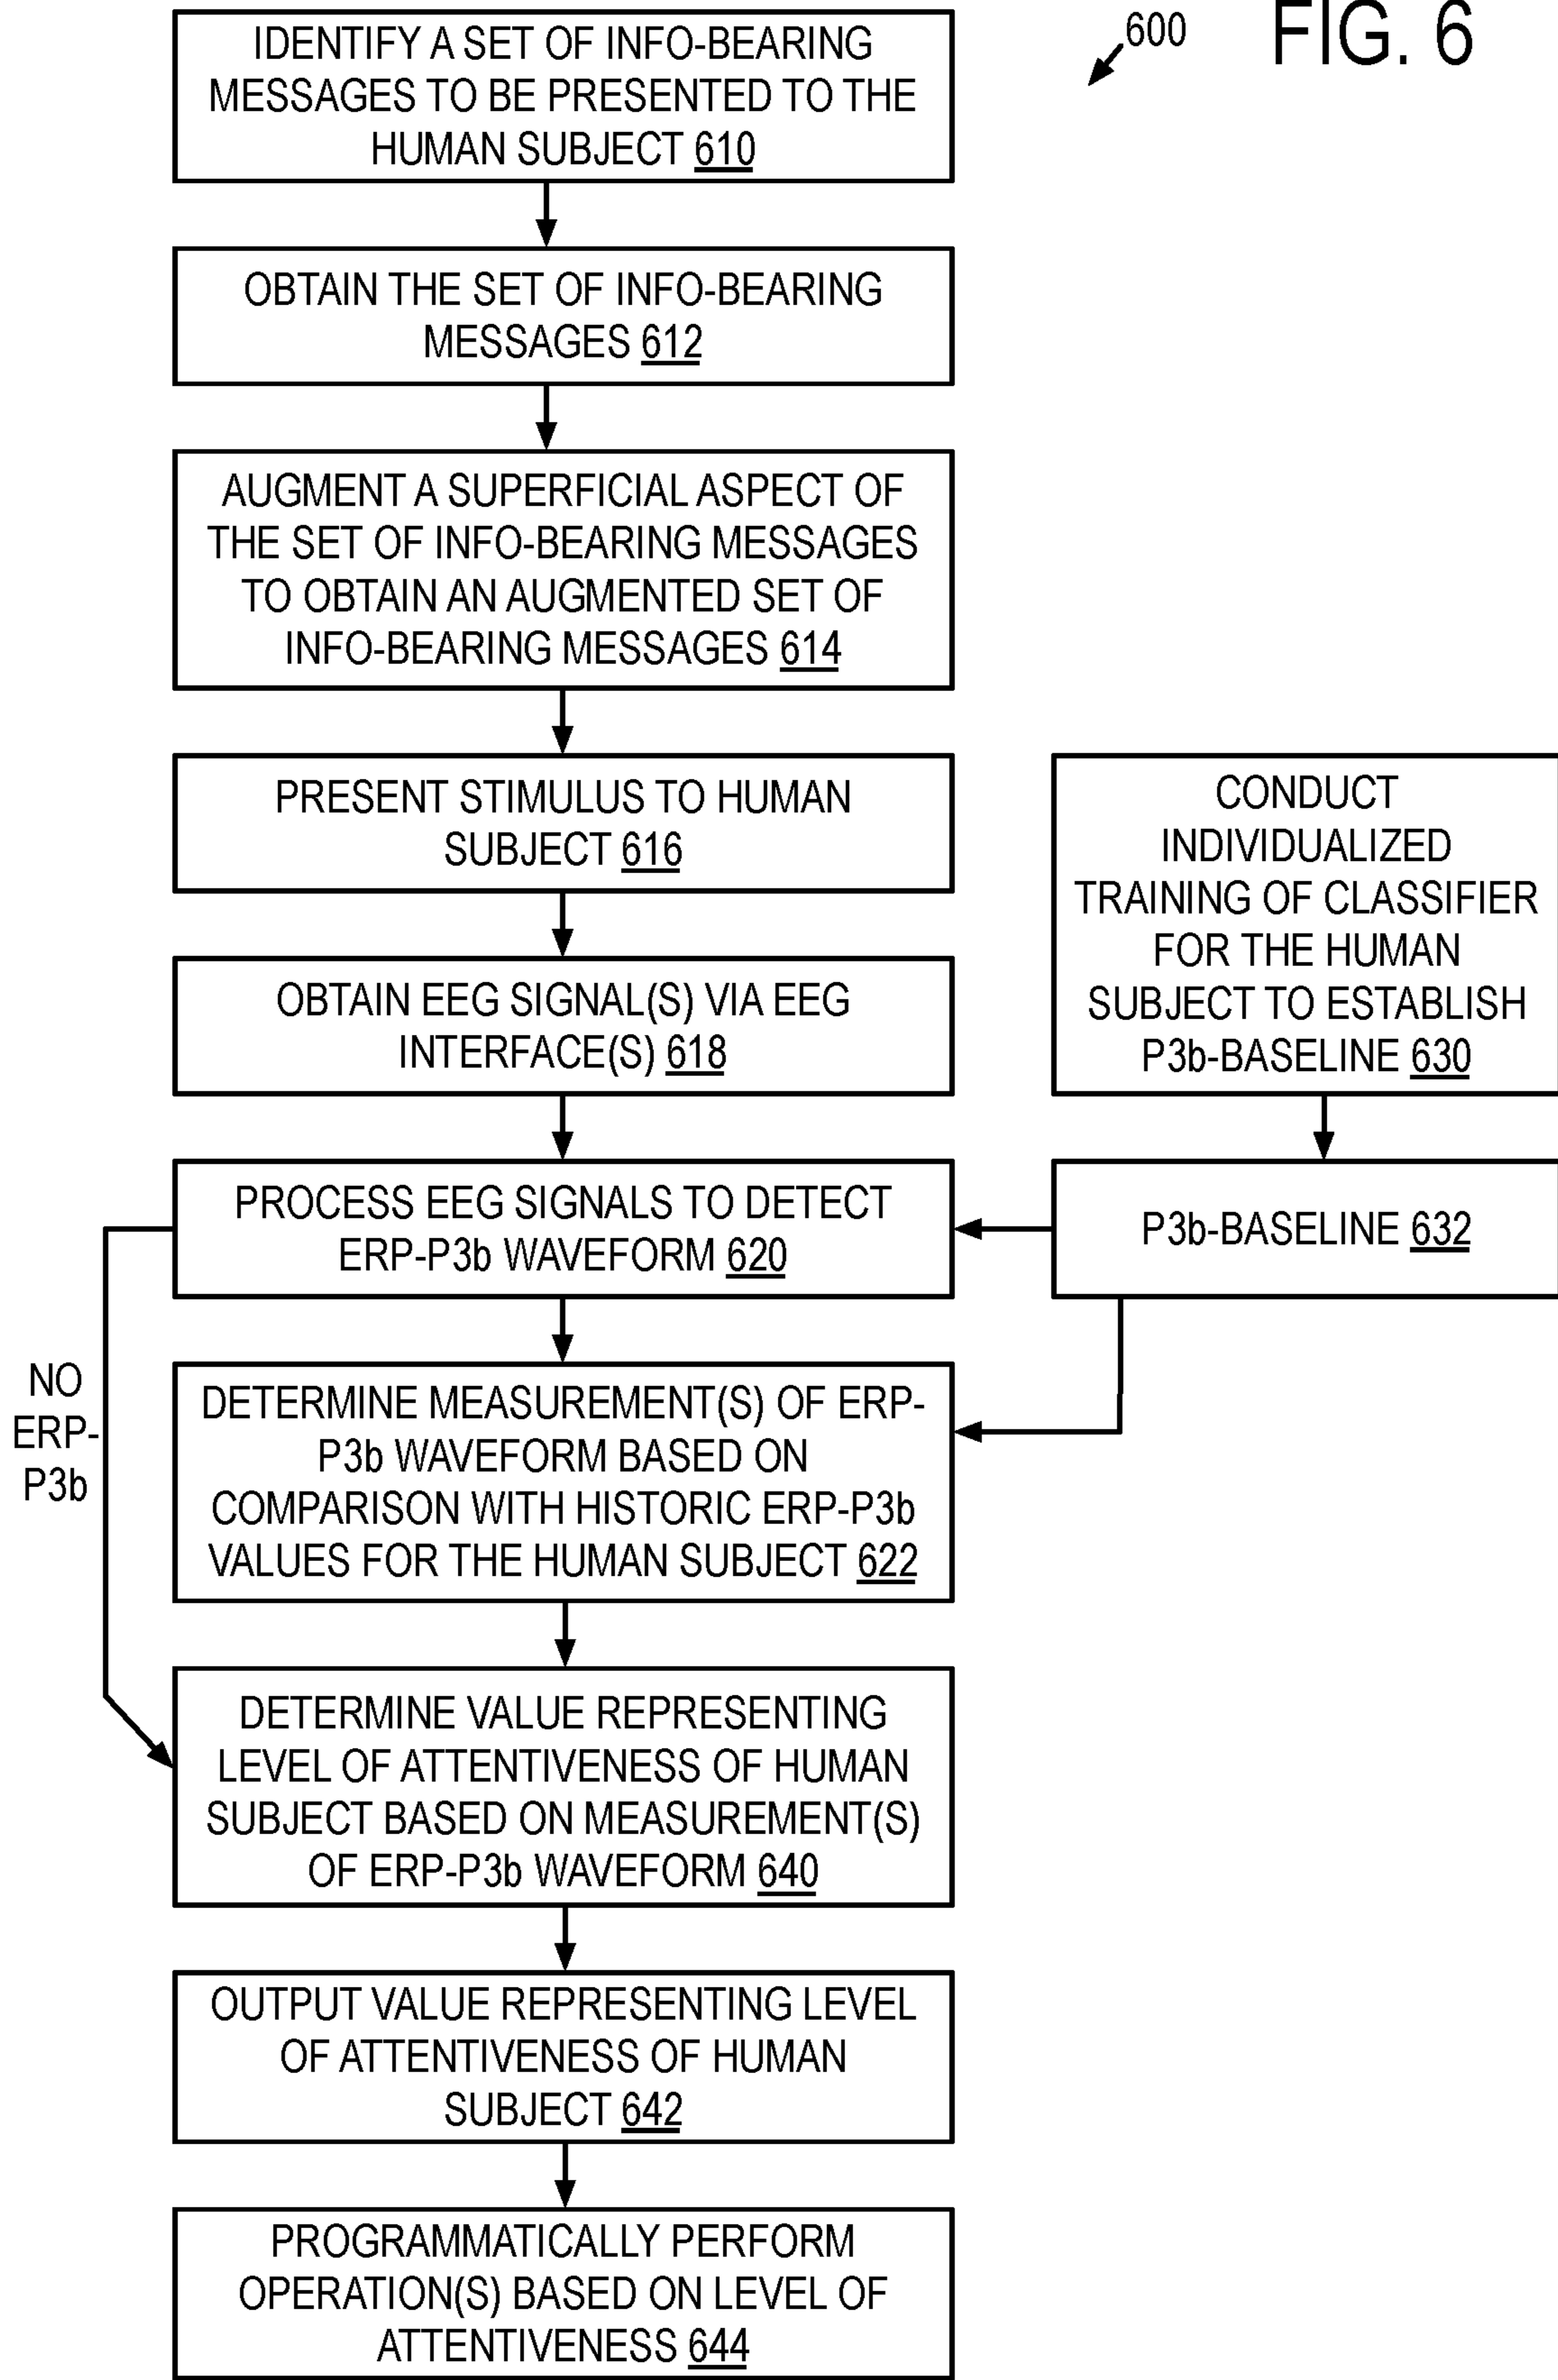 FIG. 6
600
IDENTIFY A SET OF INFO-BEARING
MESSAGES TO BE PRESENTED TO THE
HUMAN SUBJECT 610
OBTAIN THE SET OF INFO-BEARING
MESSAGES 612
AUGMENT A SUPERFICIAL ASPECT OF
THE SET OF INFO-BEARING MESSAGES
TO OBTAIN AN AUGMENTED SET OF
INFO-BEARING MESSAGES 614
PRESENT STIMULUS TO HUMAN
SUBJECT 616
OBTAIN EEG SIGNAL(S) VIA EEG
INTERFACE(S) 618
CONDUCT
INDIVIDUALIZED
TRAINING OF CLASSIFIER
FOR THE HUMAN
SUBJECT TO ESTABLISH
P3b-BASELINE 630
PROCESS EEG SIGNALS TO DETECT
ERP-P3b WAVEFORM 620
P3b-BASELINE 632
NO
ERP-
P3b
DETERMINE MEASUREMENT(S) OF ERP-
P3b WAVEFORM BASED ON
COMPARISON WITH HISTORIC ERP-P3b
VALUES FOR THE HUMAN SUBJECT 622
DETERMINE VALUE REPRESENTING
LEVEL OF ATTENTIVENESS OF HUMAN
SUBJECT BASED ON MEASUREMENT(S)
OF ERP-P3b WAVEFORM 640
OUTPUT VALUE REPRESENTING LEVEL
OF ATTENTIVENESS OF HUMAN
SUBJECT 642
PROGRAMMATICALLY PERFORM
OPERATION(S) BASED ON LEVEL OF
ATTENTIVENESS 644